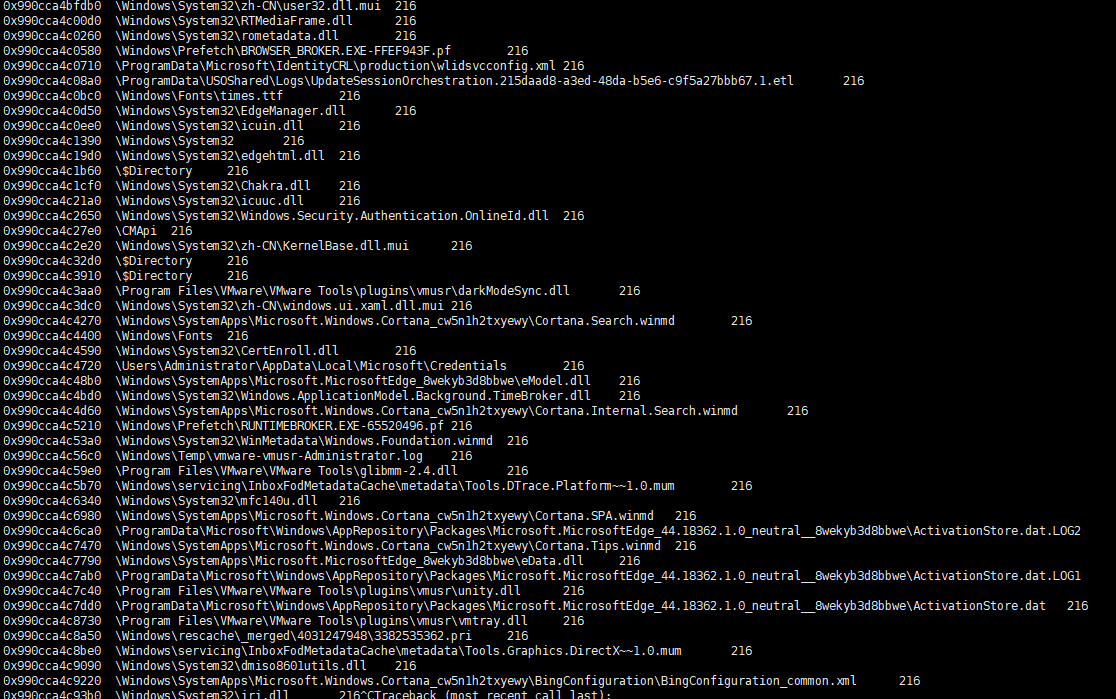 0x990cca4bfdb0 \Windows\System32\zh-CN\user32.dll.mui 216
0x990cca4c00d0 \Windows\System32\RTMediaFrame.dll 216
0x990cca4c0260 \Windows\System32\rometadata.dll 216
0x990cca4c0580 \Windows\Prefetch\BROWSER_BROKER.EXE-FFEF943F.pf 216
0x990cca4c0710 \ProgramData\Microsoft\IdentityCRL\production\wlidsvcconfig.xml 216
0x990cca4c08a0 \ProgramData\USOShared\Logs\UpdateSessionOrchestration.215daad8-a3ed-48da-b5e6-c9f5a27bbb67.1.etl 216
0x990cca4c0bc0 \Windows\Fonts\times.ttf 216
0x990cca4c0d50 \Windows\System32\EdgeManager.dll 216
0x990cca4c0ee0 \Windows\System32\icuin.dll 216
0x990cca4c1390 \Windows\System32 216
0x990cca4c19d0 \Windows\System32\edgehtml.dll 216
0x990cca4c1b60 \$Directory 216
0x990cca4c1cf0 \Windows\System32\Chakra.dll 216
0x990cca4c21a0 \Windows\System32\icuuc.dll 216
0x990cca4c2650 \Windows\System32\Windows.Security.Authentication.OnlineId.dll 216
0x990cca4c27e0 \CMApi 216
0x990cca4c2e20 \Windows\System32\zh-CN\KernelBase.dll.mui 216
0x990cca4c32d0 \$Directory 216
0x990cca4c3910 \$Directory 216
0x990cca4c3aa0 \Program Files\VMware\VMware Tools\plugins\vmusr\darkModeSync.dll 216
0x990cca4c3dc0 \Windows\System32\zh-CN\windows.ui.xaml.dll.mui 216
0x990cca4c4270 \Windows\SystemApps\Microsoft.Windows.Cortana_cw5n1h2txyewy\Cortana.Search.winmd 216
0x990cca4c4400 \Windows\Fonts 216
0x990cca4c4590 \Windows\System32\CertEnroll.dll 216
0x990cca4c4720 \Users\Administrator\AppData\Local\Microsoft\Credentials 216
0x990cca4c48b0 \Windows\SystemApps\Microsoft.MicrosoftEdge_8wekyb3d8bbwe\eModel.dll 216
0x990cca4c4bd0 \Windows\System32\Windows.ApplicationModel.Background.TimeBroker.dll 216
0x990cca4c4d60 \Windows\SystemApps\Microsoft.Windows.Cortana_cw5n1h2txyewy\Cortana.Internal.Search.winmd 216
0x990cca4c5210 \Windows\Prefetch\RUNTIMEBROKER.EXE-65520496.pf 216
0x990cca4c53a0 \Windows\System32\WinMetadata\Windows.Foundation.winmd 216
0x990cca4c56c0 \Windows\Temp\vmware-vmusr-Administrator.log 216
0x990cca4c59e0 \Program Files\VMware\VMware Tools\glibmm-2.4.dll 216
0x990cca4c5b70 \Windows\servicing\InboxFodMetadataCache\metadata\Tools.DTrace.Platform~~1.0.mum 216
0x990cca4c6340 \Windows\System32\mfc140u.dll 216
0x990cca4c6980 \Windows\SystemApps\Microsoft.Windows.Cortana_cw5n1h2txyewy\Cortana.SPA.winmd 216
0x990cca4c6ca0 \ProgramData\Microsoft\Windows\AppRepository\Packages\Microsoft.MicrosoftEdge_44.18362.1.0_neutral__8wekyb3d8bbwe\ActivationStore.dat.LOG2
0x990cca4c7470 \Windows\SystemApps\Microsoft.Windows.Cortana_cw5n1h2txyewy\Cortana.Tips.winmd 216
0x990cca4c7790 \Windows\SystemApps\Microsoft.MicrosoftEdge_8wekyb3d8bbwe\eData.dll 216
0x990cca4c7ab0 \ProgramData\Microsoft\Windows\AppRepository\Packages\Microsoft.MicrosoftEdge_44.18362.1.0_neutral__8wekyb3d8bbwe\ActivationStore.dat.LOG1
0x990cca4c7c40 \Program Files\VMware\VMware Tools\plugins\vmusr\unity.dll 216
0x990cca4c7dd0 \ProgramData\Microsoft\Windows\AppRepository\Packages\Microsoft.MicrosoftEdge_44.18362.1.0_neutral__8wekyb3d8bbwe\ActivationStore.dat 216
0x990cca4c8730 \Program Files\VMware\VMware Tools\plugins\vmusr\vmtray.dll 216
0x990cca4c8a50 \Windows\rescache\_merged\4031247948\3382535362.pri 216
0x990cca4c8be0 \Windows\servicing\InboxFodMetadataCache\metadata\Tools.Graphics.DirectX~~1.0.mum 216
0x990cca4c9090 \Windows\System32\dmiso8601utils.dll 216
0x990cca4c9220 \Windows\SystemApps\Microsoft.Windows.Cortana_cw5n1h2txyewy\BingConfiguration\BingConfiguration_common.xml 216
0x990cca4c93b0 \Windows\System32\iri.dll 216^CTraceback (most recent call last):